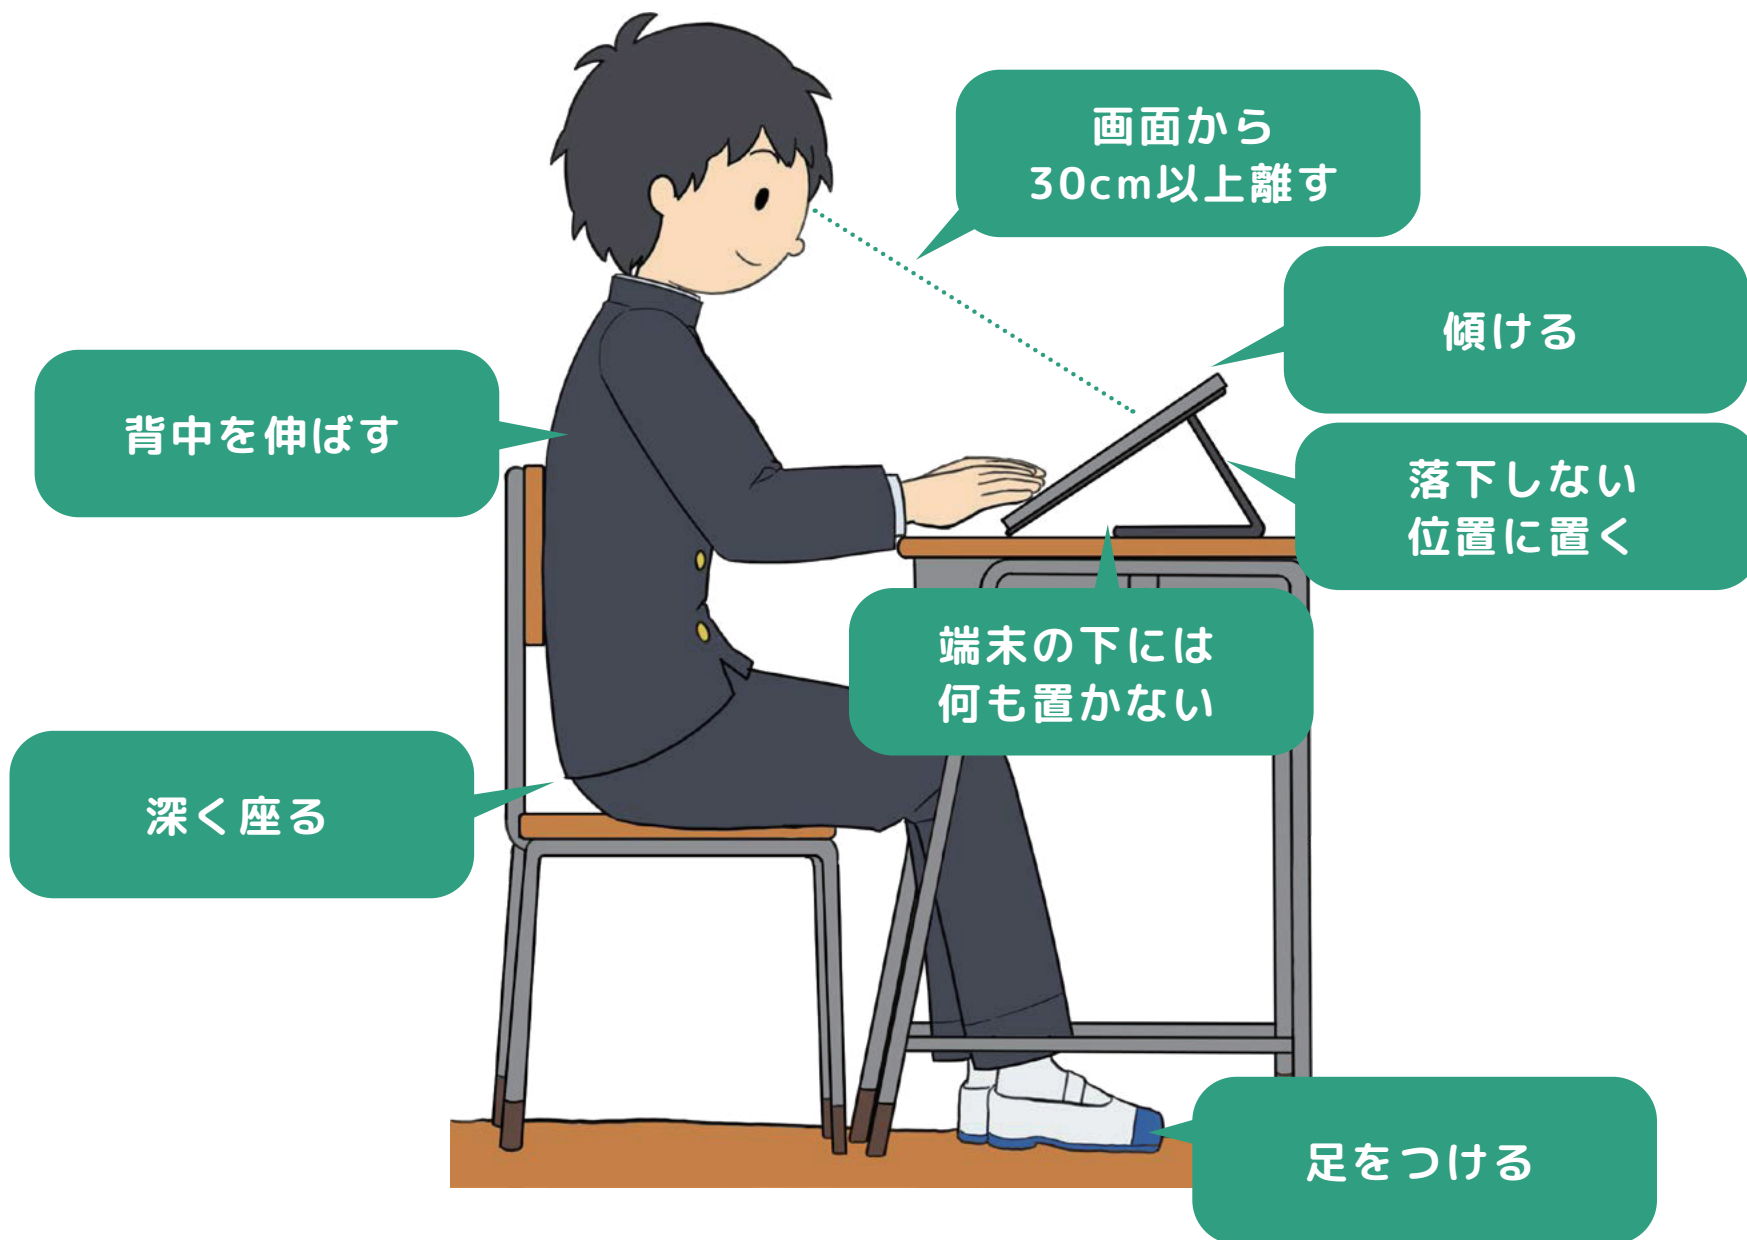 画面から
30cm以上離す
傾ける
背中を伸ばす
落下しない
位置に置く
端末の下には
何も置かない
深く座る
足をつける